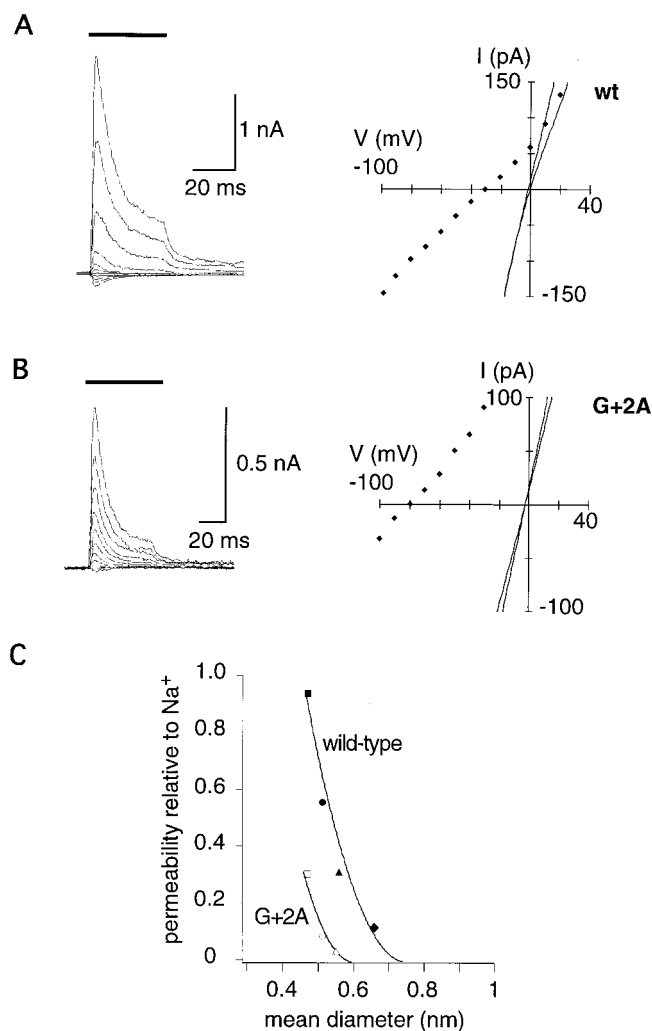 A
1 nA
20 ms
I (pA)
150
wt
V (mV)
-100
40
-150
B
0.5 nA
20 ms
I (pA)
100
G+2A
V (mV)
-100
40
-100
C
permeability relative to Na⁺
1.0
0.8
0.6
0.4
0.2
0
wild-type
G+2A
0.4
0.6
0.8
1
mean diameter (nm)